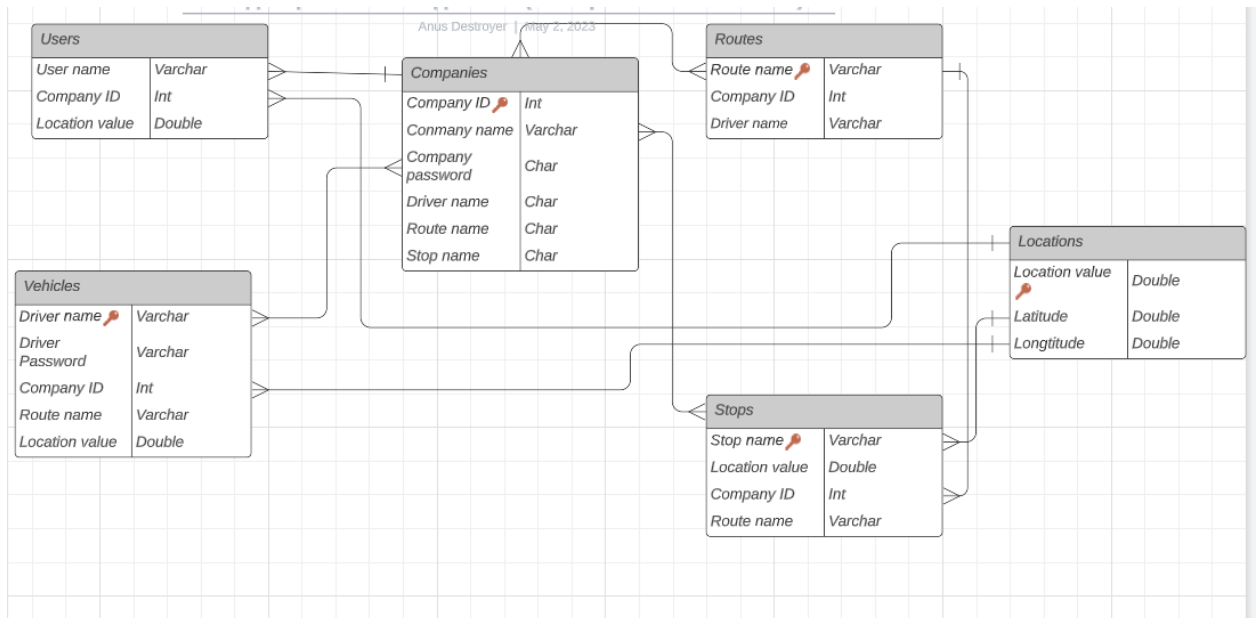 Anus Destroyer | May 2, 2023
Users
User name Varchar
Company ID Int
Location value Double
Companies
Company ID Int
Conmany name Varchar
Company
password Char
Driver name Char
Route name Char
Stop name Char
Routes
Route name Varchar
Company ID Int
Driver name Varchar
Locations
Location value Double
Latitude Double
Longtitude Double
Vehicles
Driver name Varchar
Driver
Password Varchar
Company ID Int
Route name Varchar
Location value Double
Stops
Stop name Varchar
Location value Double
Company ID Int
Route name Varchar